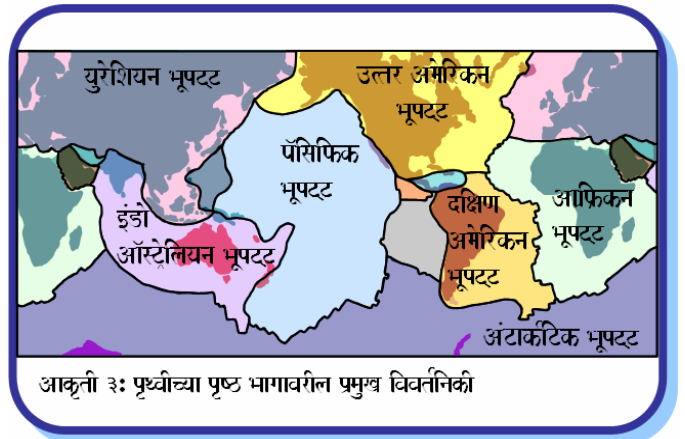 युरेशियन भूपट्ट
उत्तर अमेरिकन
भूपट्ट
पॅसिफिक
भूपट्ट
इंडो
ऑस्ट्रेलियन भूपट्ट
दक्षिण
अमेरिकन
भूपट्ट
आफ्रिकन
भूपट्ट
अंटार्कटिक भूपट्ट
आकृती ३: पृथ्वीच्या पृष्ठ भागावरील प्रमुख विवर्तनिकी